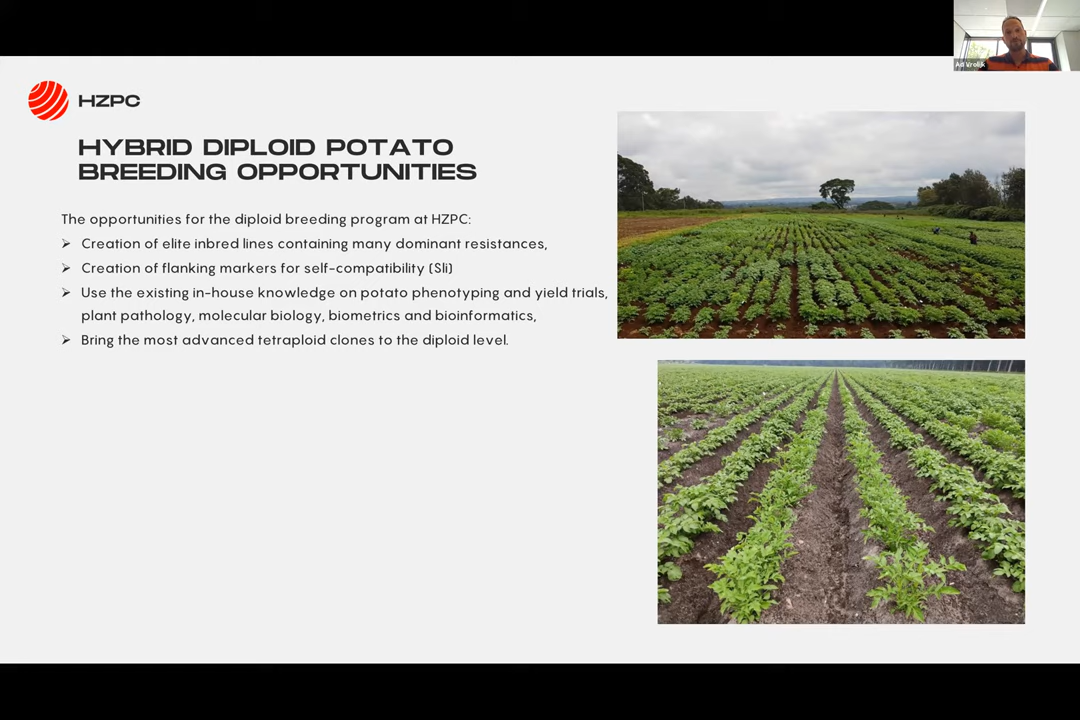 Ad Vrolijk
HZPC
HYBRID DIPLOID POTATO
BREEDING OPPORTUNITIES
The opportunities for the diploid breeding program at HZPC:
➢ Creation of elite inbred lines containing many dominant resistances,
➢ Creation of flanking markers for self-compatibility (Sli)
➢ Use the existing in-house knowledge on potato phenotyping and yield trials,
plant pathology, molecular biology, biometrics and bioinformatics,
➢ Bring the most advanced tetraploid clones to the diploid level.